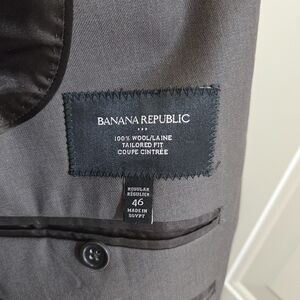 BANANA REPUBLIC
100% WOOL/LAINE
TAILORED FIT
COUPE CINTRÉE
REGULAR
RÉGULIER
46
MADE IN
EGYPT